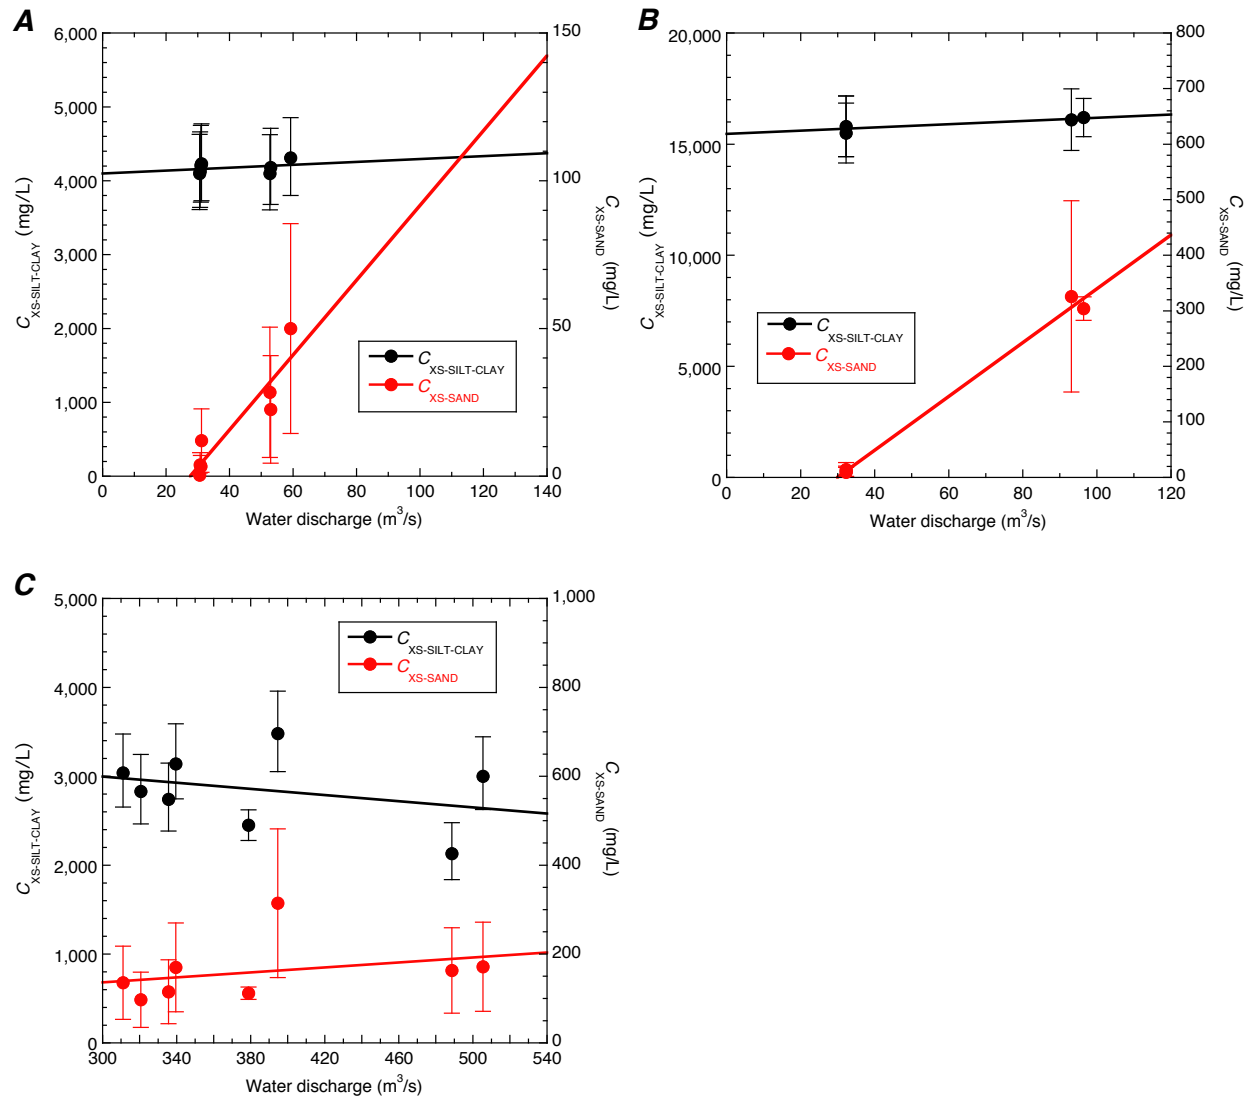 A
6,000
5,000
4,000
3,000
2,000
1,000
0
150
100
50
0
0 20 40 60 80 100 120 140
Water discharge (m³/s)
C XS-SILT-CLAY (mg/L)
C XS-SAND (mg/L)
C XS-SILT-CLAY
C XS-SAND
B
20,000
15,000
10,000
5,000
0
800
700
600
500
400
300
200
100
0
0 20 40 60 80 100 120
Water discharge (m³/s)
C XS-SILT-CLAY (mg/L)
C XS-SAND (mg/L)
C XS-SILT-CLAY
C XS-SAND
C
5,000
4,000
3,000
2,000
1,000
0
1,000
800
600
400
200
0
300 340 380 420 460 500 540
Water discharge (m³/s)
C XS-SILT-CLAY (mg/L)
C XS-SAND (mg/L)
C XS-SILT-CLAY
C XS-SAND